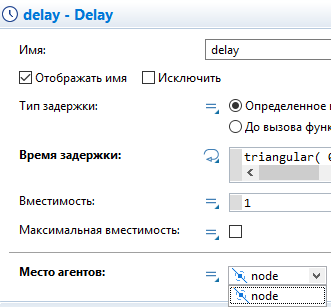 delay - Delay
Имя: delay
Отображать имя Исключить
Тип задержки: = Определенное
До вызова
Время задержки: triangular(
<
Вместимость: = 1
Максимальная вместимость: =
Место агентов: = node
node